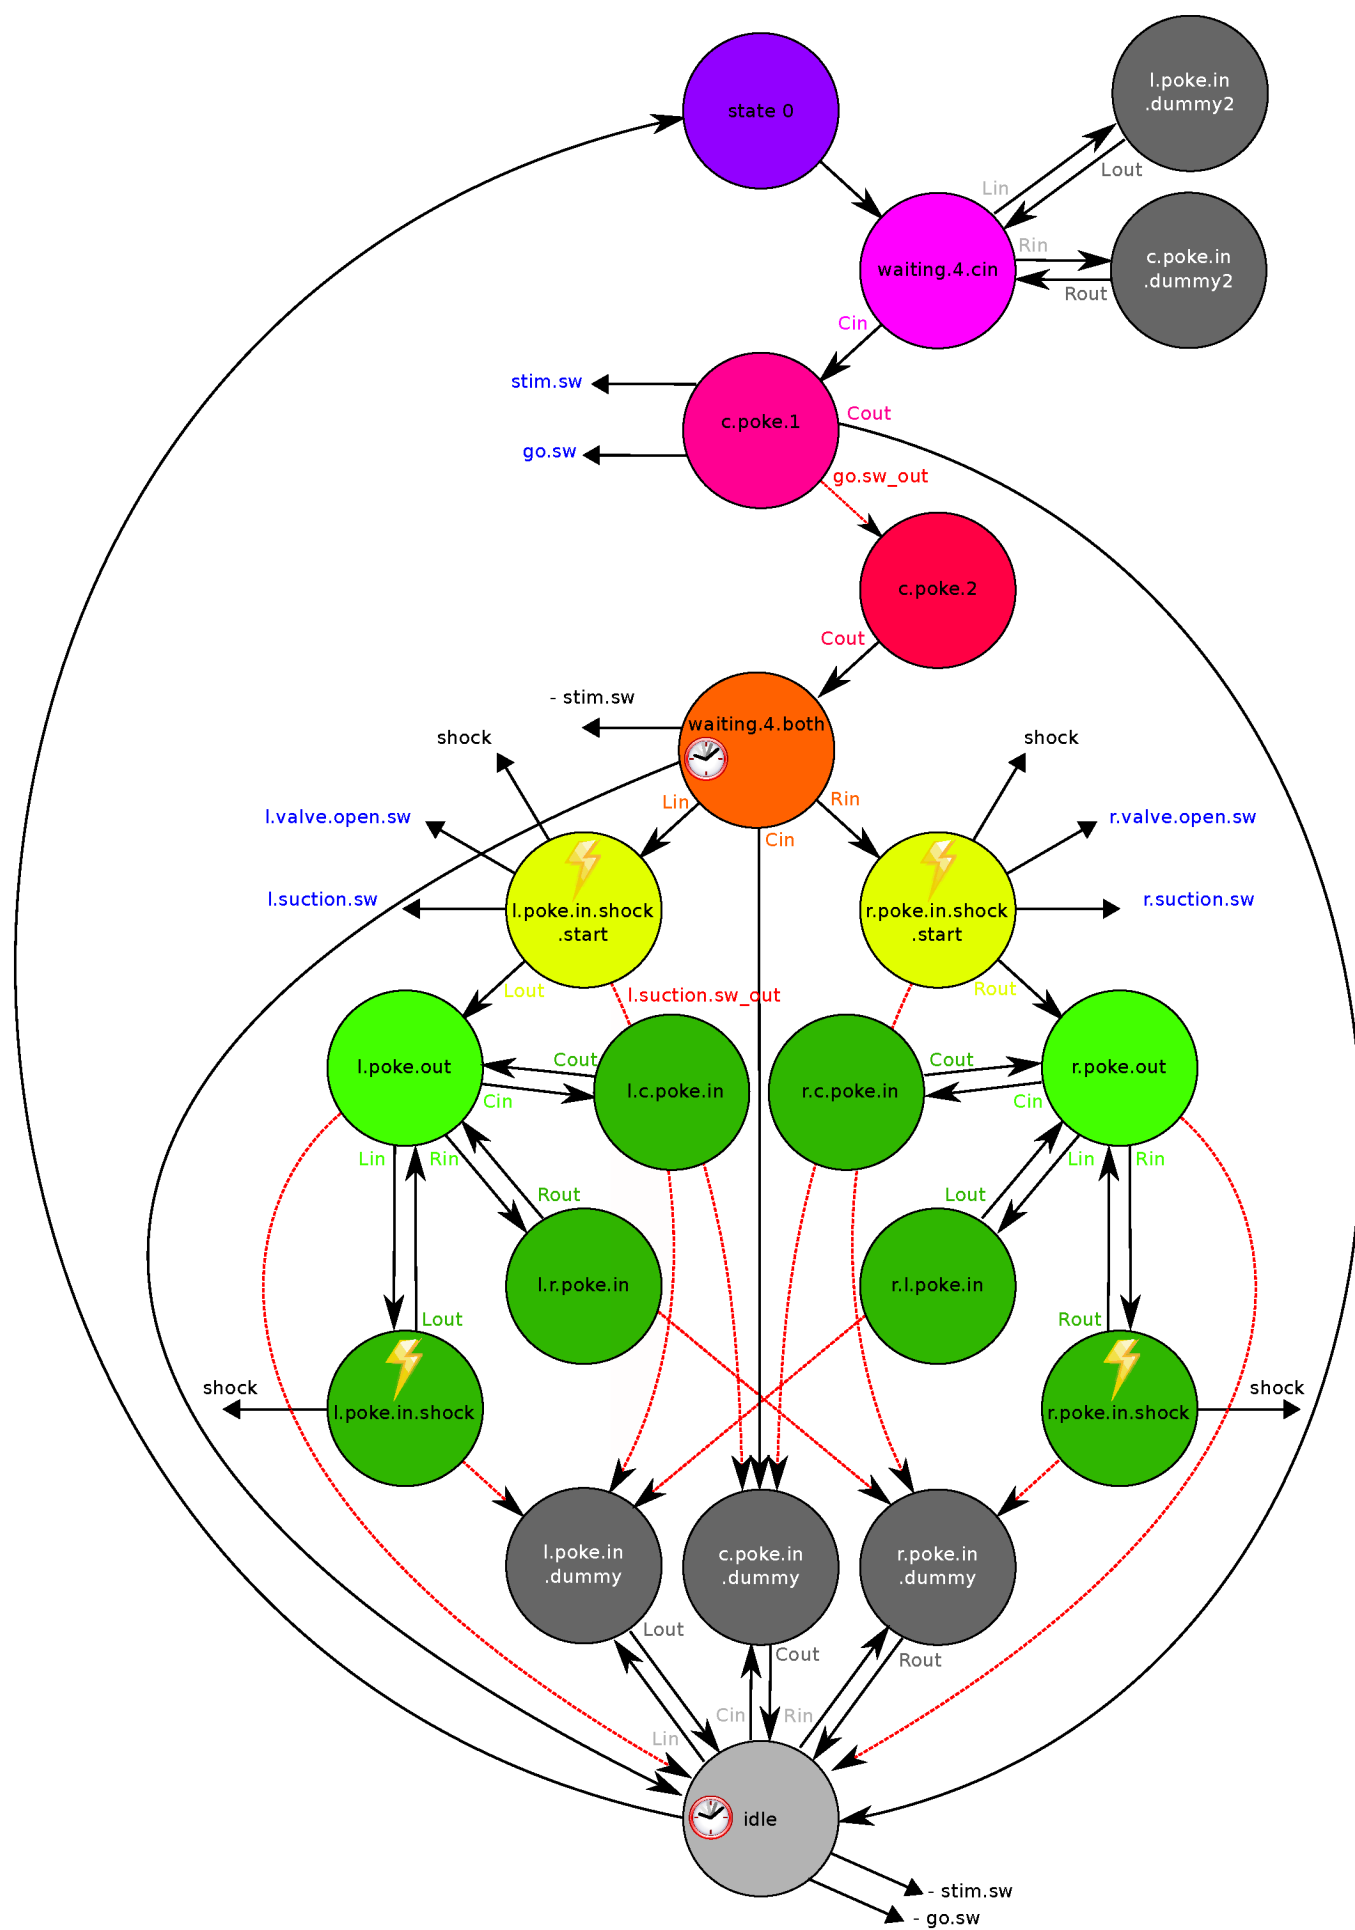 l.poke.in
.dummy2
state 0
Lout
Lin
Rin
c.poke.in
.dummy2
waiting.4.cin
Rout
Cin
stim.sw
Cout
c.poke.1
go.sw
go.sw_out
c.poke.2
Cout
- stim.sw
waiting.4.both
shock
shock
Lin
Rin
l.valve.open.sw
r.valve.open.sw
Cin
l.suction.sw
r.suction.sw
l.poke.in.shock
.start
r.poke.in.shock
.start
Lout
l.suction.sw_out
Rout
Cout
Cout
l.poke.out
r.poke.out
l.c.poke.in
r.c.poke.in
Cin
Cin
Lin
Rin
Lin
Rin
Rout
Lout
l.r.poke.in
r.l.poke.in
Lout
Rout
shock
shock
l.poke.in.shock
r.poke.in.shock
l.poke.in
.dummy
c.poke.in
.dummy
r.poke.in
.dummy
Lout
Cout
Rout
Cin
Rin
Lin
idle
- stim.sw
- go.sw